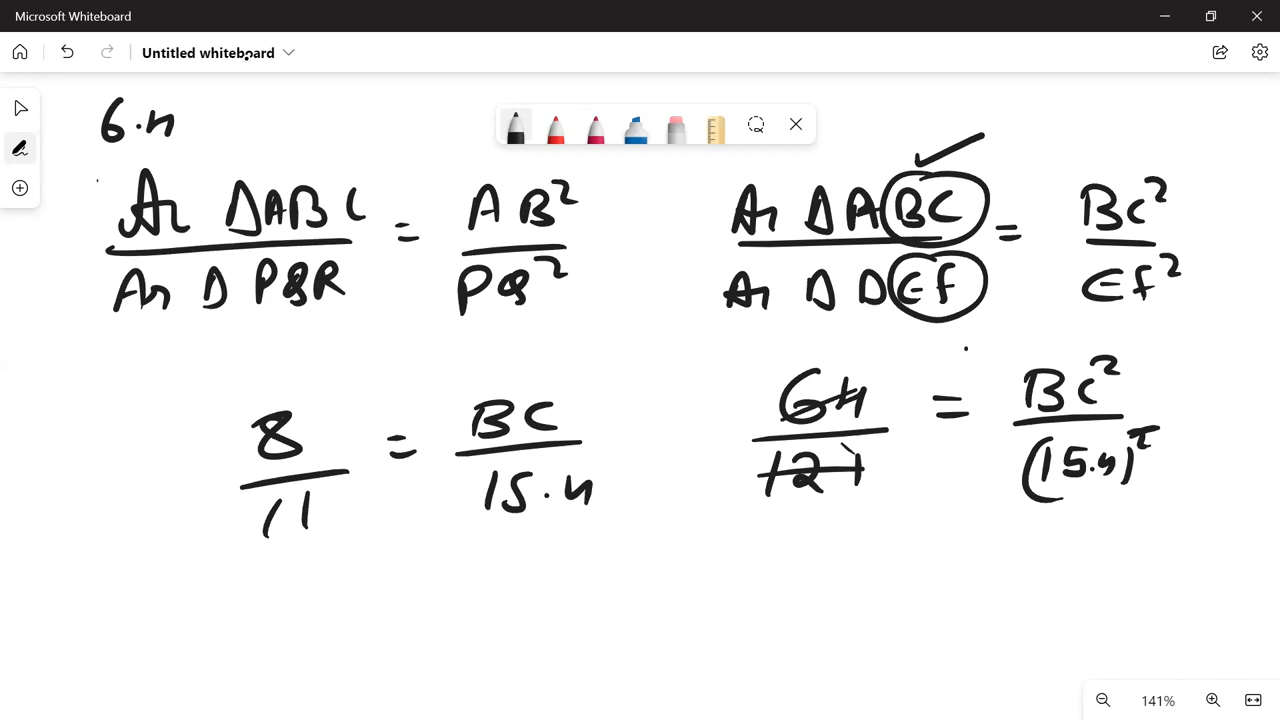 Microsoft Whiteboard
Untitled whiteboard
6.4
Ar ΔABC / Ar Δ PQR = AB² / PQ²
Ar Δ ABC / Ar Δ DEF = BC² / EF²
8 / 11 = BC / 15.4
64 / 121 = BC² / (15.4)²
141%